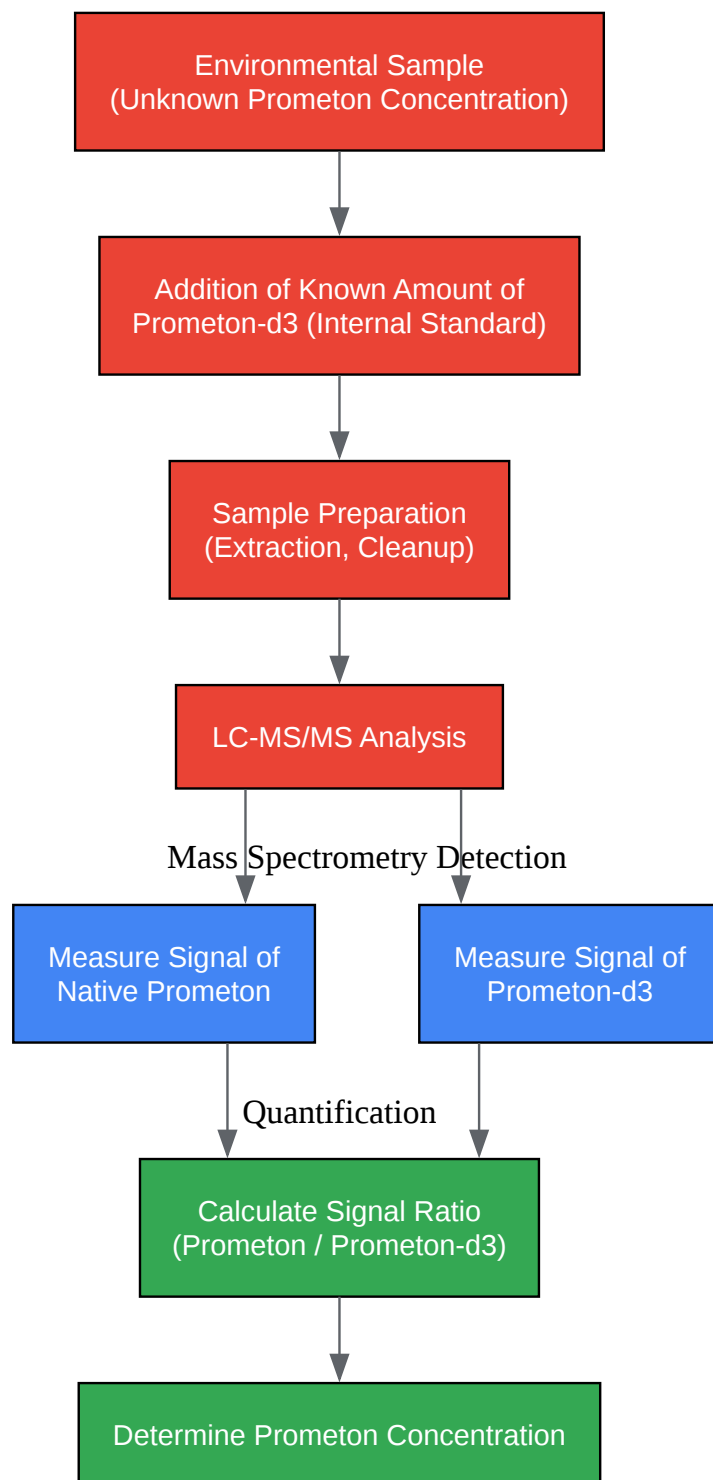 Environmental Sample
(Unknown Prometon Concentration)
Addition of Known Amount of
Prometon-d3 (Internal Standard)
Sample Preparation
(Extraction, Cleanup)
LC-MS/MS Analysis
Mass Spectrometry Detection
Measure Signal of
Native Prometon
Measure Signal of
Prometon-d3
Quantification
Calculate Signal Ratio
(Prometon / Prometon-d3)
Determine Prometon Concentration